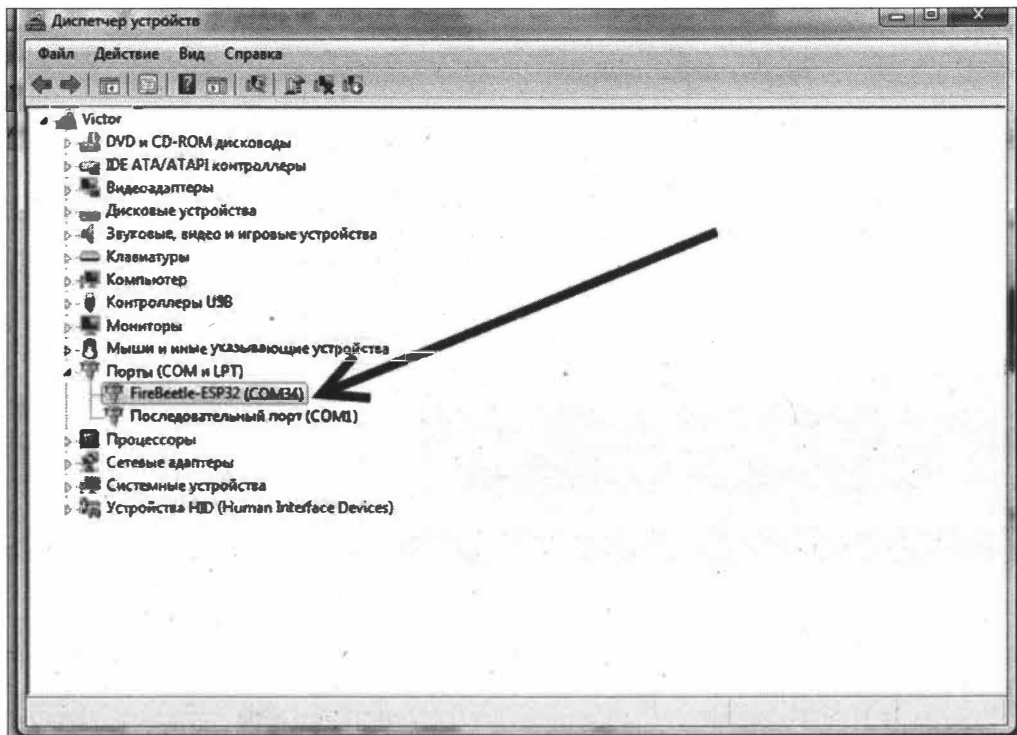 Диспетчер устройств
Файл Действие Вид Справка
Victor
DVD и CD-ROM дисководы
IDE ATA/ATAPI контроллеры
Видеоадаптеры
Дисковые устройства
Звуковые, видео и игровые устройства
Клавиатуры
Компьютер
Контроллеры USB
Мониторы
Мыши и иные указывающие устройства
Порты (COM и LPT)
FireBeetle-ESP32 (COM34)
Последовательный порт (COM1)
Процессоры
Сетевые адаптеры
Системные устройства
Устройства HID (Human Interface Devices)